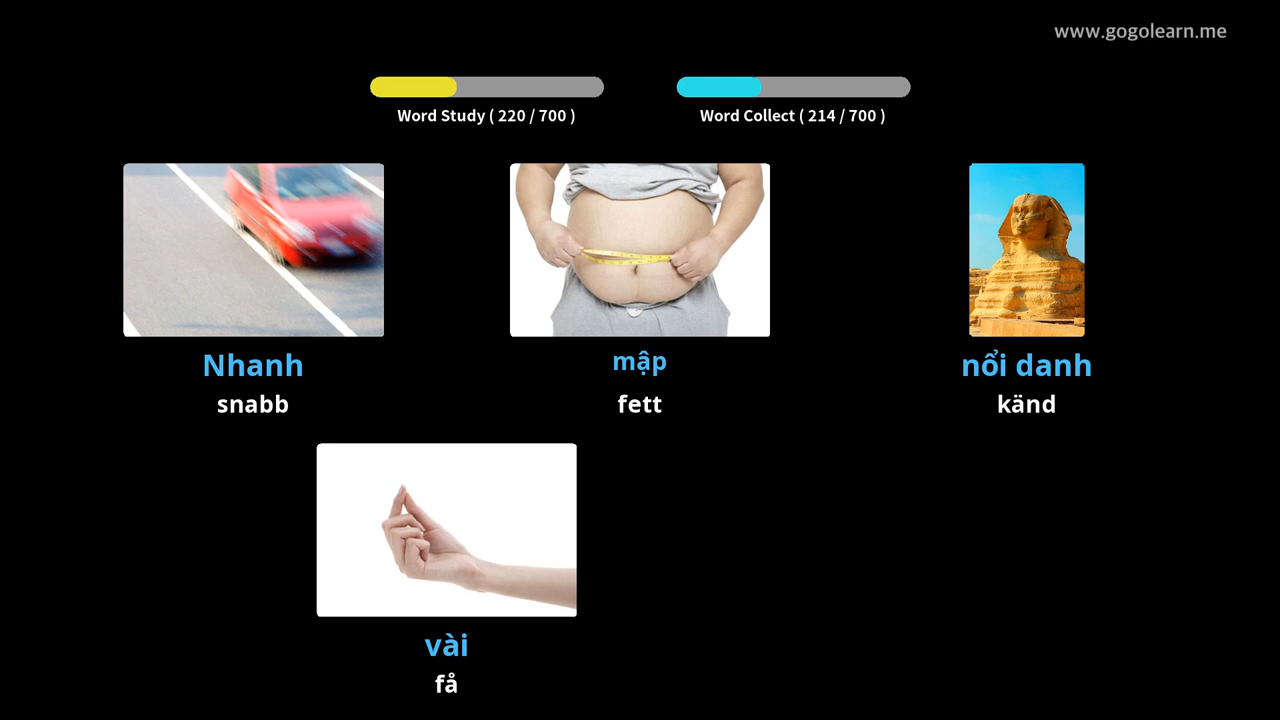 www.gogolearn.me
Word Study ( 220 / 700 )
Word Collect ( 214 / 700 )
Nhanh
snabb
mập
fett
nổi danh
känd
vài
få